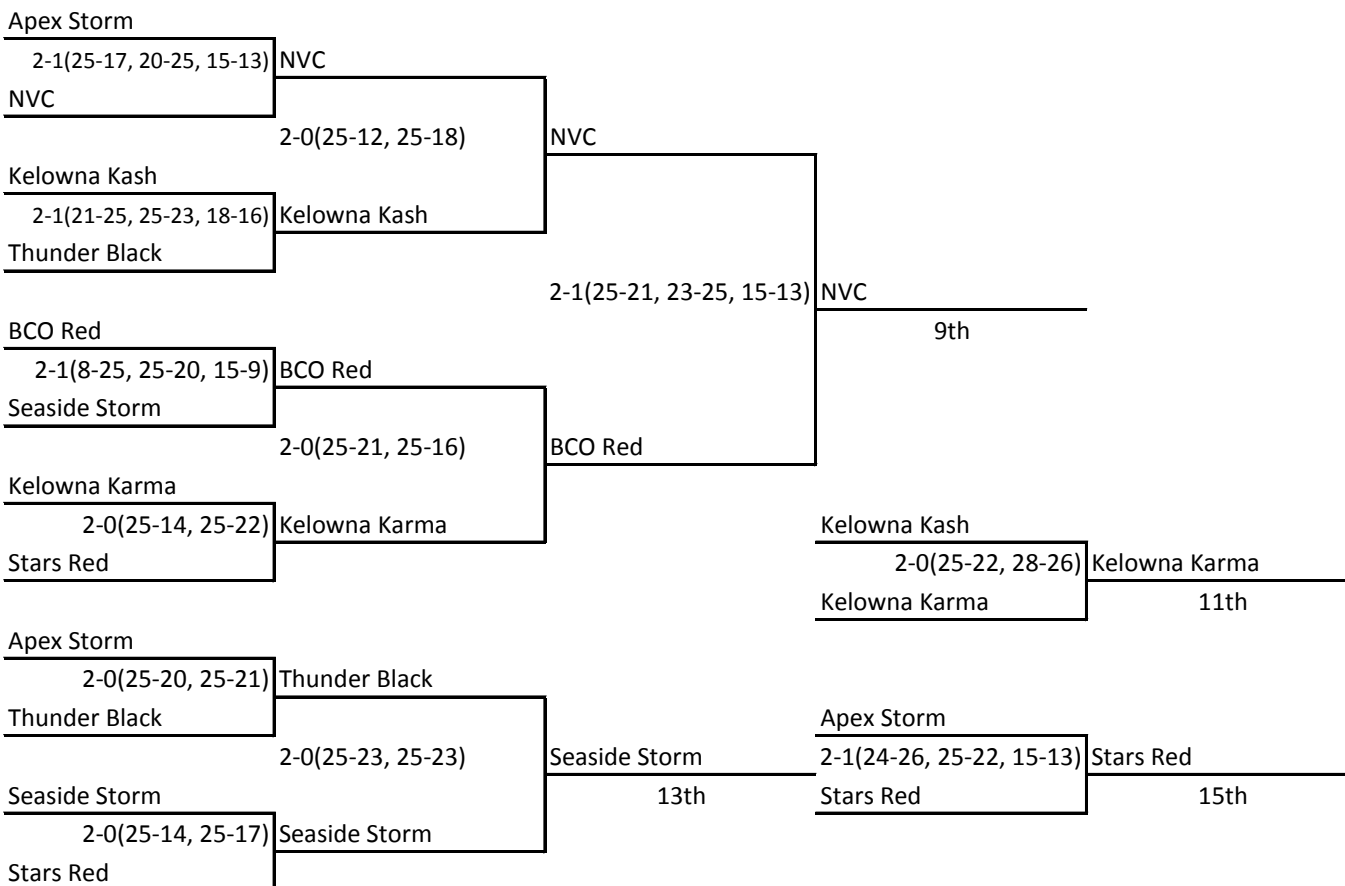 Apex Storm
2-1(25-17, 20-25, 15-13) NVC
NVC
2-0(25-12, 25-18) NVC
Kelowna Kash
2-1(21-25, 25-23, 18-16) Kelowna Kash
Thunder Black
2-1(25-21, 23-25, 15-13) NVC
BCO Red 9th
2-1(8-25, 25-20, 15-9) BCO Red
Seaside Storm
2-0(25-21, 25-16) BCO Red
Kelowna Karma
2-0(25-14, 25-22) Kelowna Karma Kelowna Kash
Stars Red 2-0(25-22, 28-26) Kelowna Karma
Kelowna Karma 11th
Apex Storm
2-0(25-20, 25-21) Thunder Black
Thunder Black Apex Storm
2-0(25-23, 25-23) Seaside Storm 2-1(24-26, 25-22, 15-13) Stars Red
Seaside Storm 13th Stars Red 15th
2-0(25-14, 25-17) Seaside Storm
Stars Red